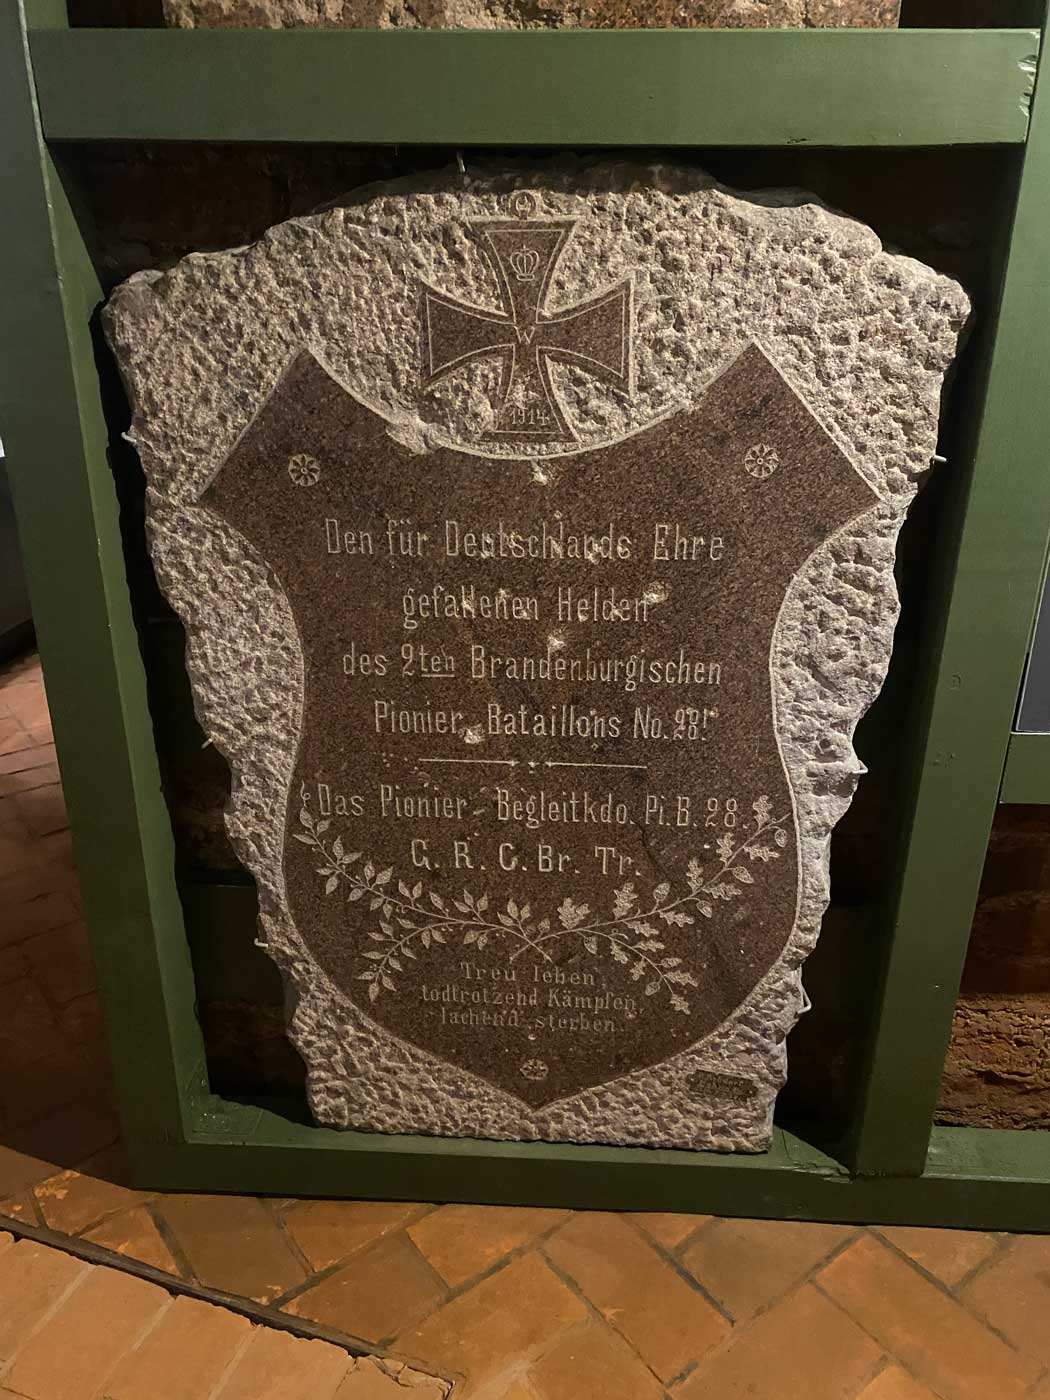 W
1914
Den für Deutschlands Ehre
gefallenen Helden
des 2ten Brandenburgischen
Pionier-Bataillons No. 28!
Das Pionier-Begleitkdo. Pi.B. 28.
G. R. G. Br. Tr.
Treu leben,
todtrotzend Kämpfen
lachend sterben.